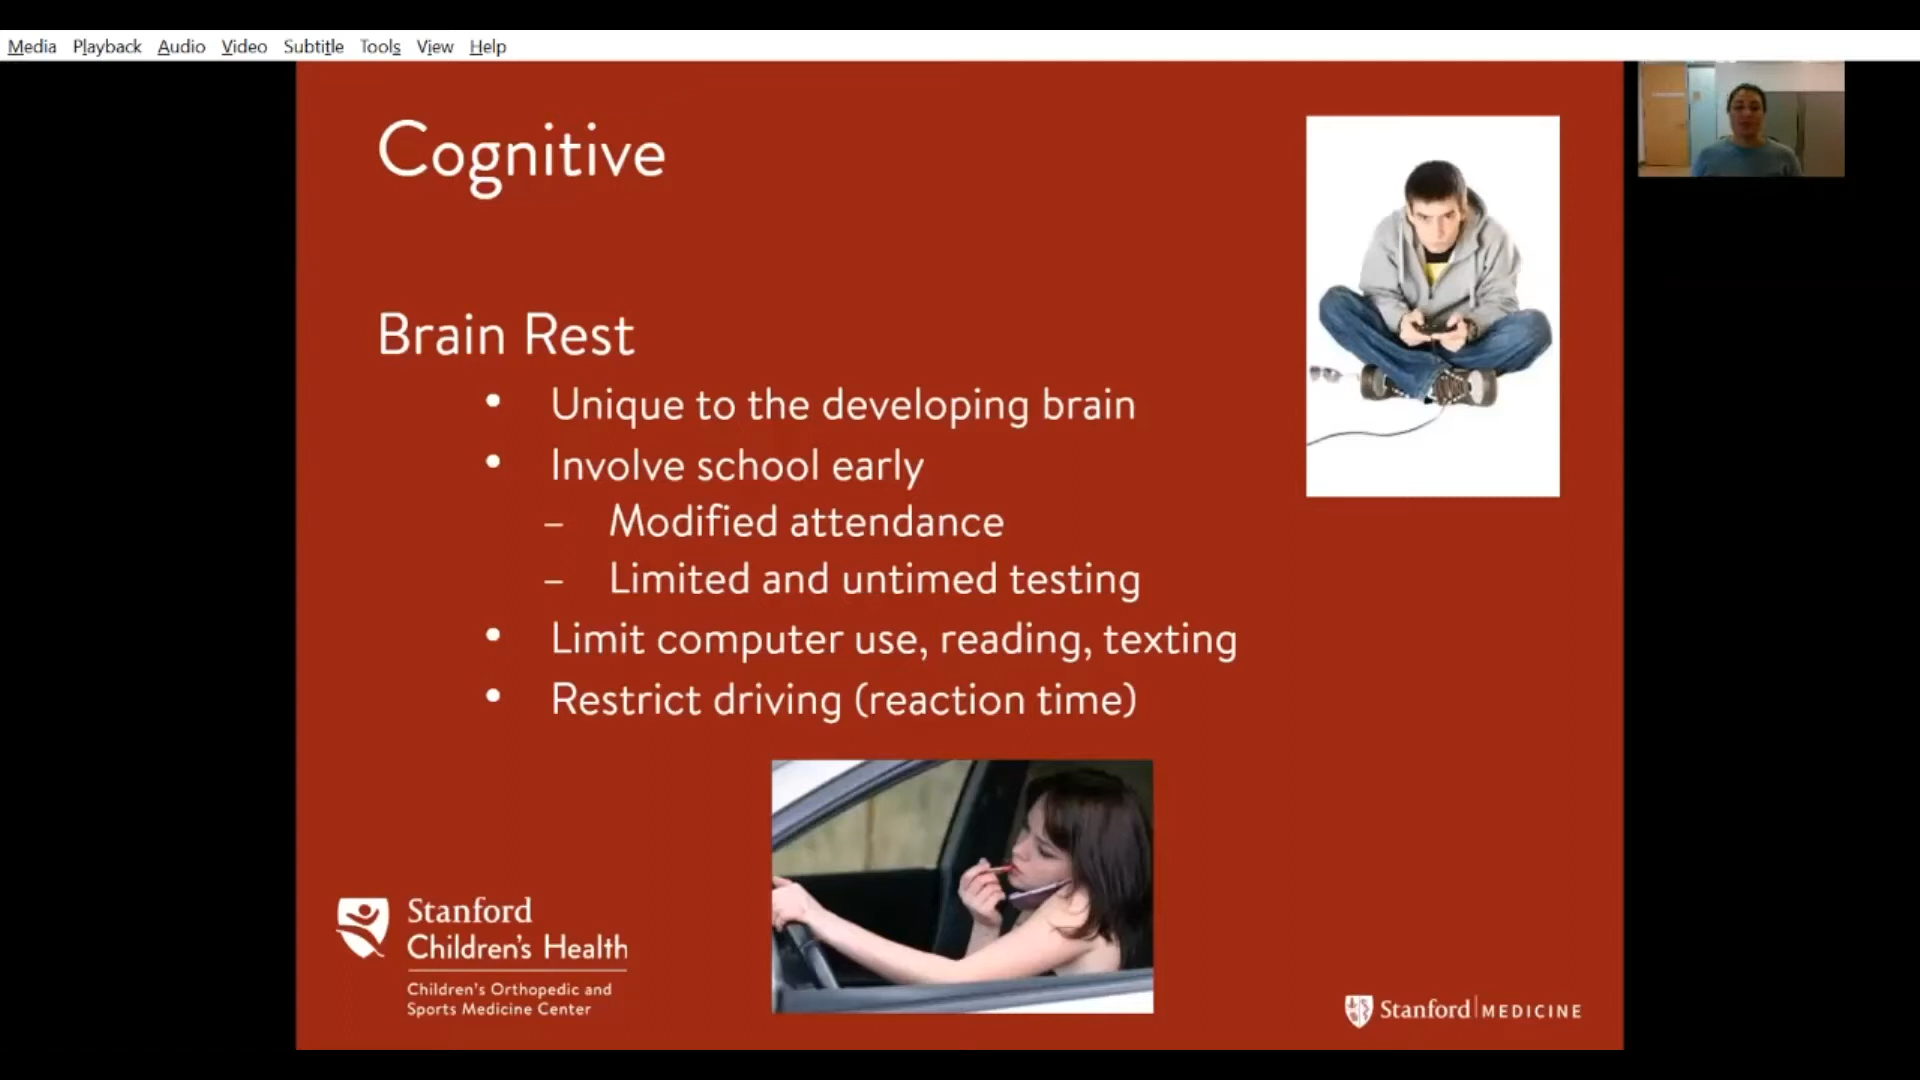 Media Playback Audio Video Subtitle Tools View Help
Cognitive
Brain Rest
• Unique to the developing brain
• Involve school early
– Modified attendance
– Limited and untimed testing
• Limit computer use, reading, texting
• Restrict driving (reaction time)
Stanford
Children's Health
Children's Orthopedic and
Sports Medicine Center
Stanford MEDICINE